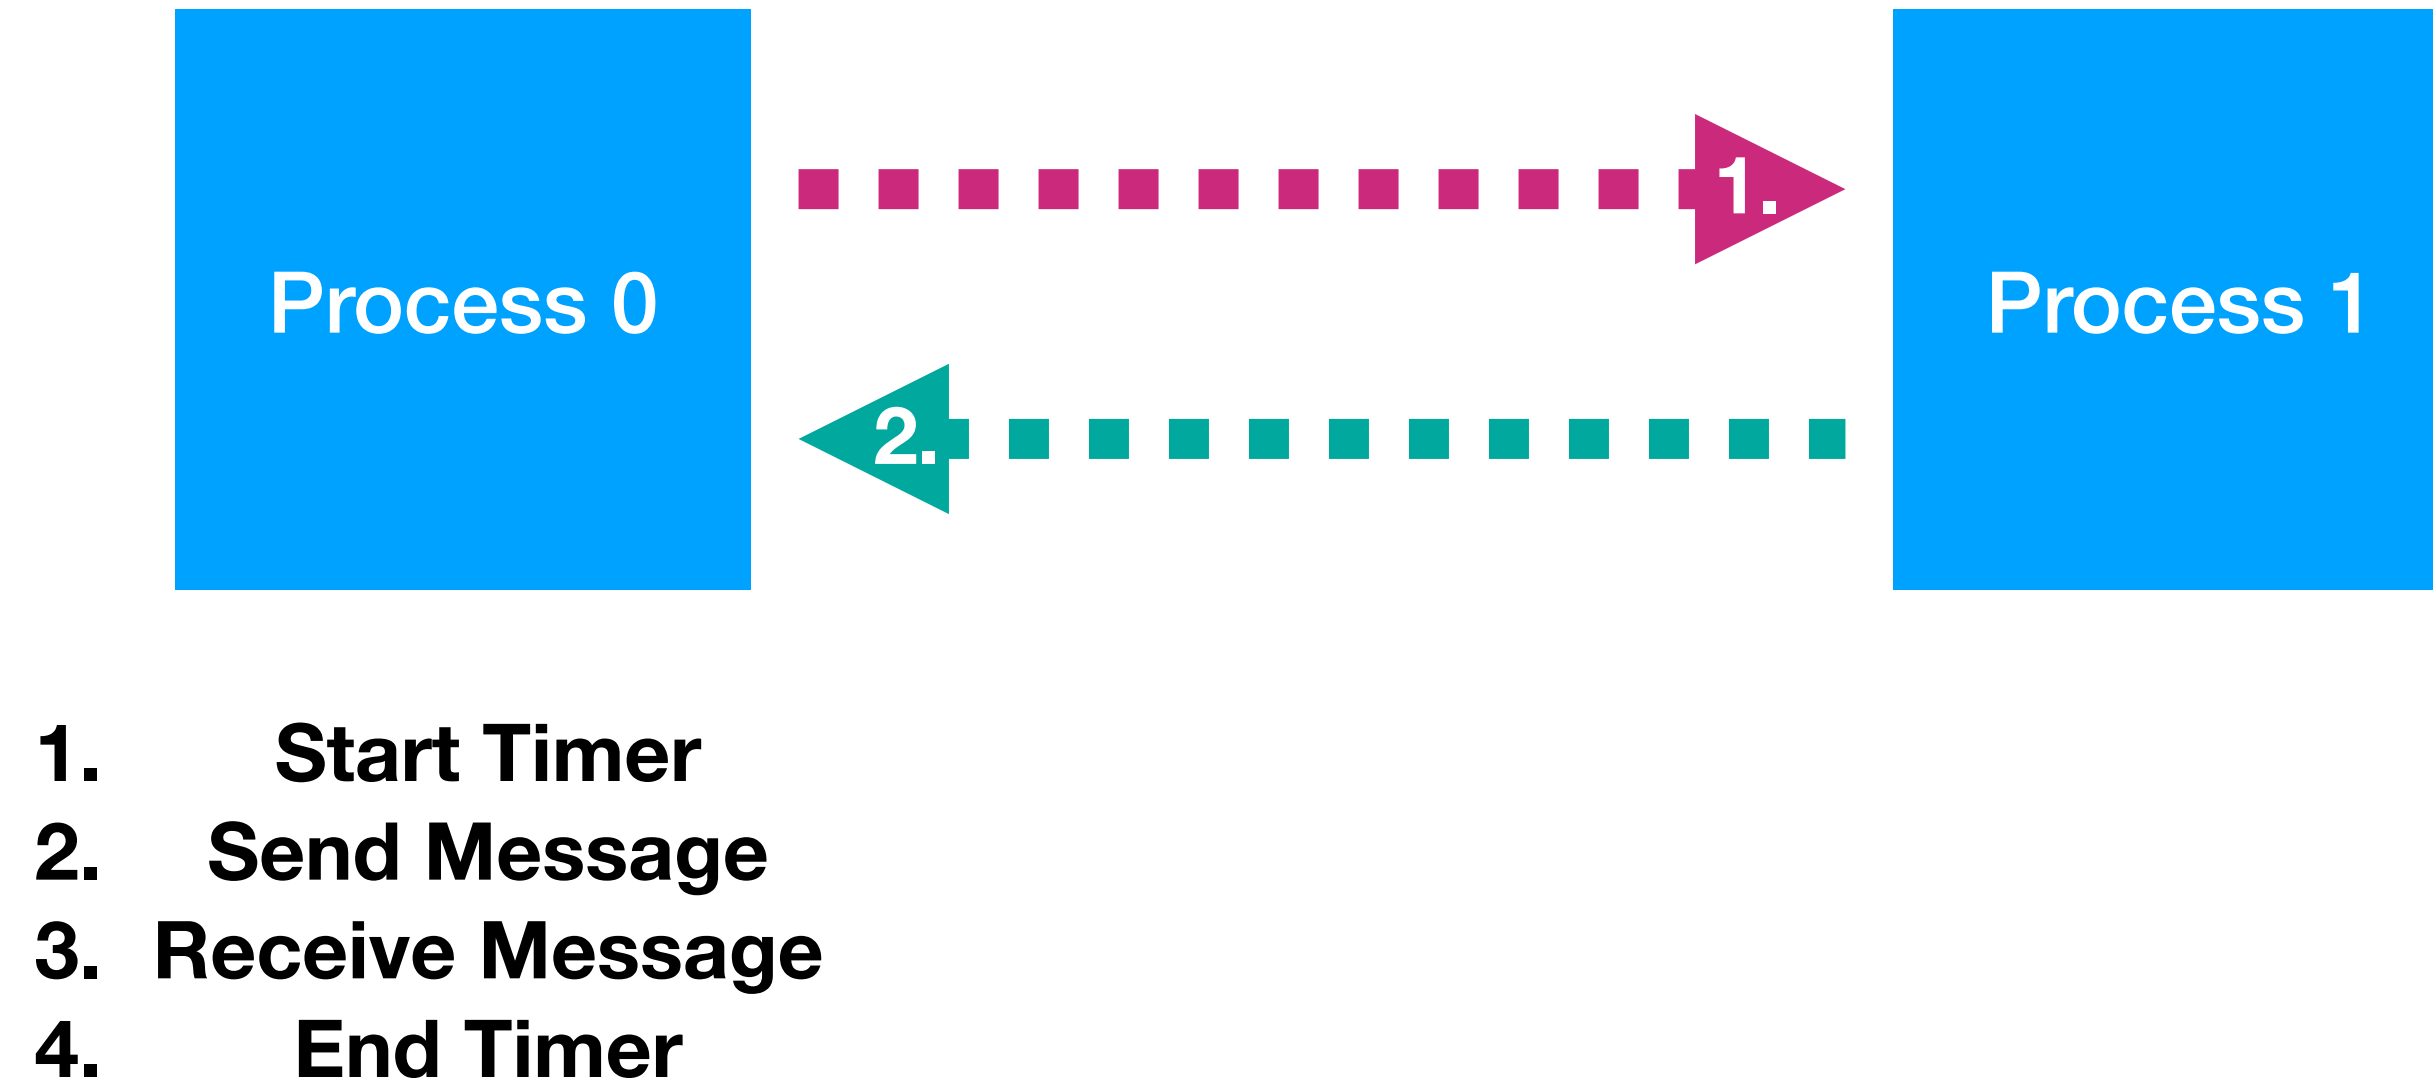 1.
Process 0
Process 1
2.
1. Start Timer
2. Send Message
3. Receive Message
4. End Timer